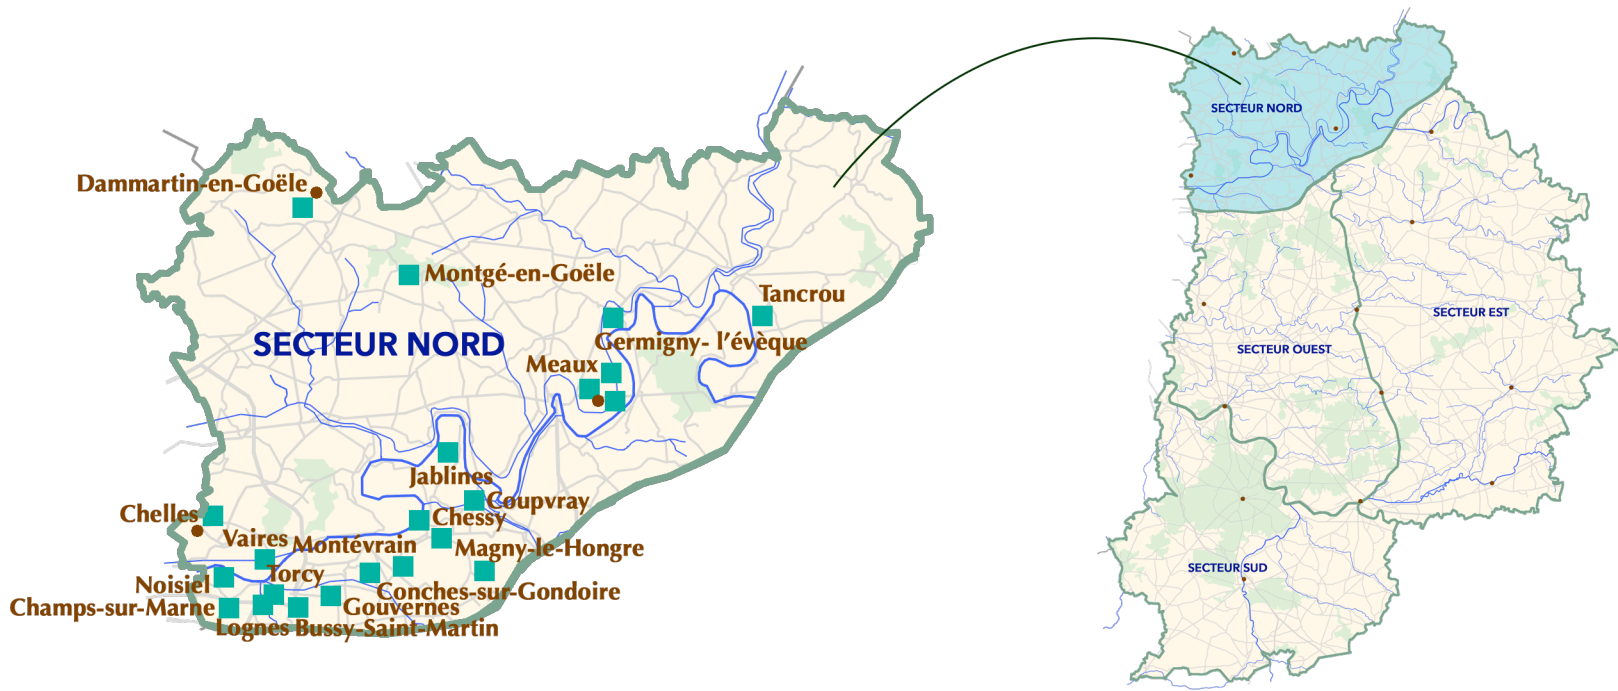 Dammartin-en-Goële
Montgé-en-Goële
Tancrou
Germigny- l'évèque
SECTEUR NORD
Meaux
Jablines
Coupvray
Chelles
Chessy
Vaires
Montévrain
Magny-le-Hongre
Torcy
Noisiel
Conches-sur-Gondoire
Champs-sur-Marne
Gouvernes
Lognes
Bussy-Saint-Martin
SECTEUR NORD
SECTEUR EST
SECTEUR OUEST
SECTEUR SUD